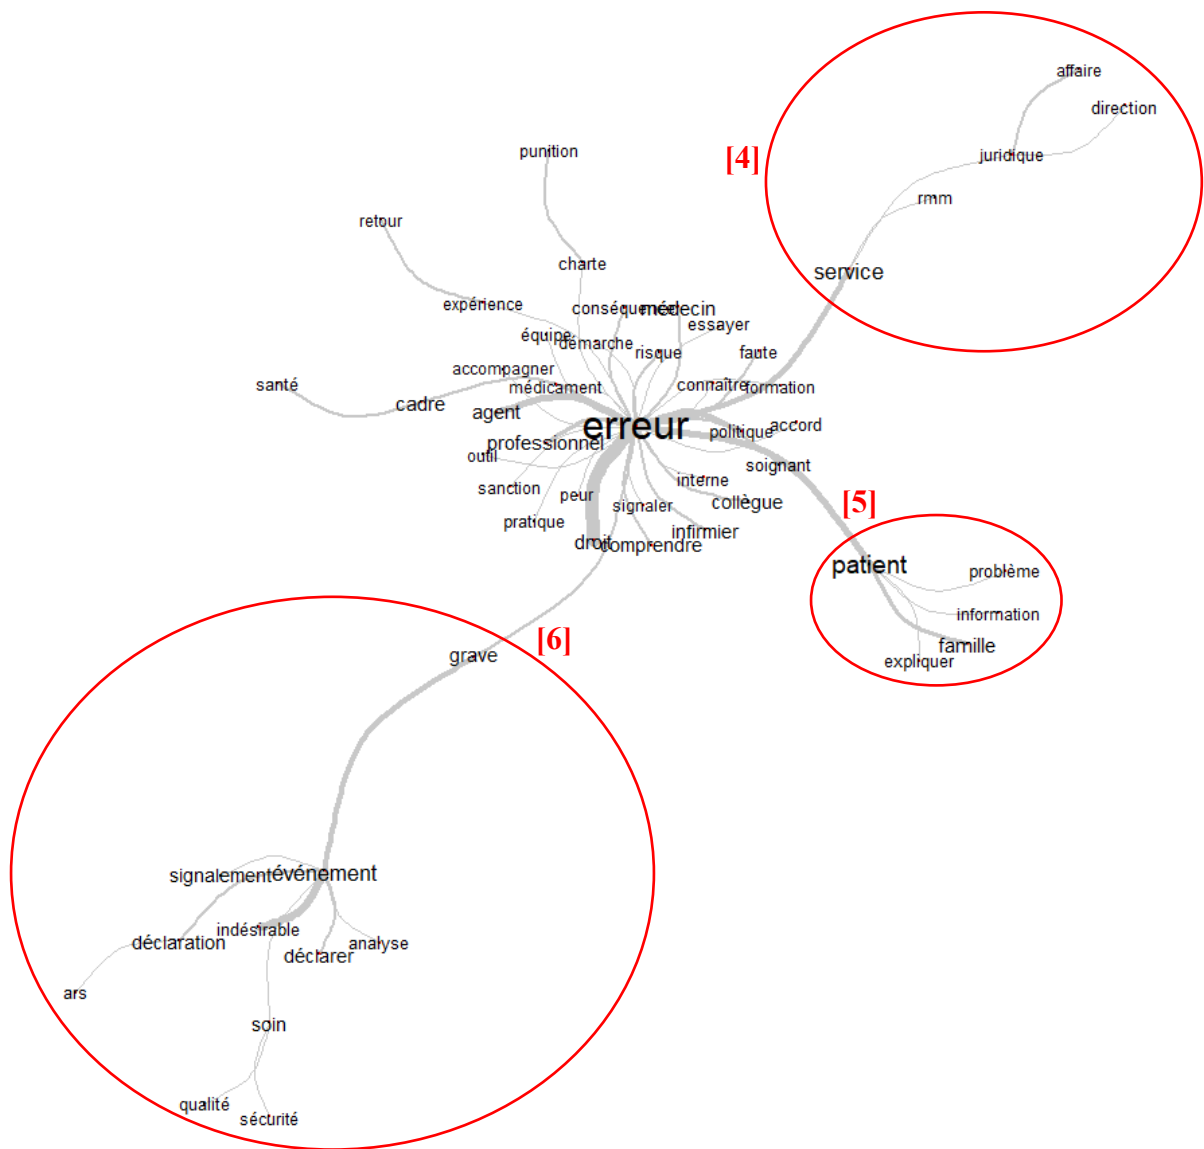 affaire
direction
punition
[4]
juridique
rmm
retour
charte
service
expérience
conséquence
médecin
essayer
équipe
démarche
risque
faute
accompagner
santé
médicament
connaître
formation
cadre
agent
erreur
accord
politique
professionnel
outil
soignant
interne
sanction
peur
collègue
[5]
signaler
pratique
infirmier
droit
comprendre
patient
problème
information
[6]
famille
grave
expliquer
signalement
événement
indésirable
déclaration
analyse
déclarer
ars
soin
qualité
sécurité